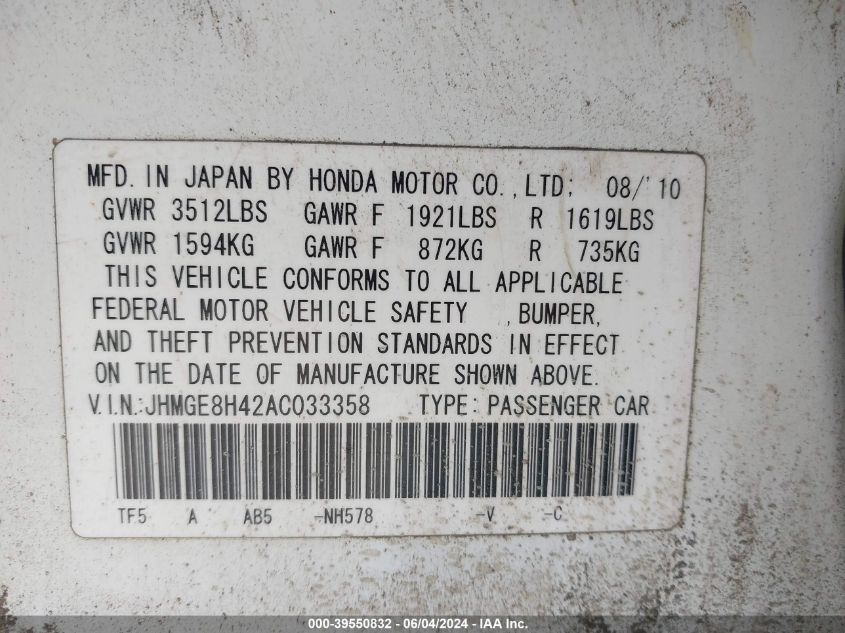 MFD. IN JAPAN BY HONDA MOTOR CO., LTD; 08/'10
GVWR 3512LBS GAWR F 1921LBS R 1619LBS
GVWR 1594KG GAWR F 872KG R 735KG
THIS VEHICLE CONFORMS TO ALL APPLICABLE
FEDERAL MOTOR VEHICLE SAFETY , BUMPER,
AND THEFT PREVENTION STANDARDS IN EFFECT
ON THE DATE OF MANUFACTURE SHOWN ABOVE.
V.I.N.:JHMGE8H42AC033358 TYPE: PASSENGER CAR
TF5 A AB5 -NH578 -V -C
000-39550832 - 06/04/2024 - IAA Inc.